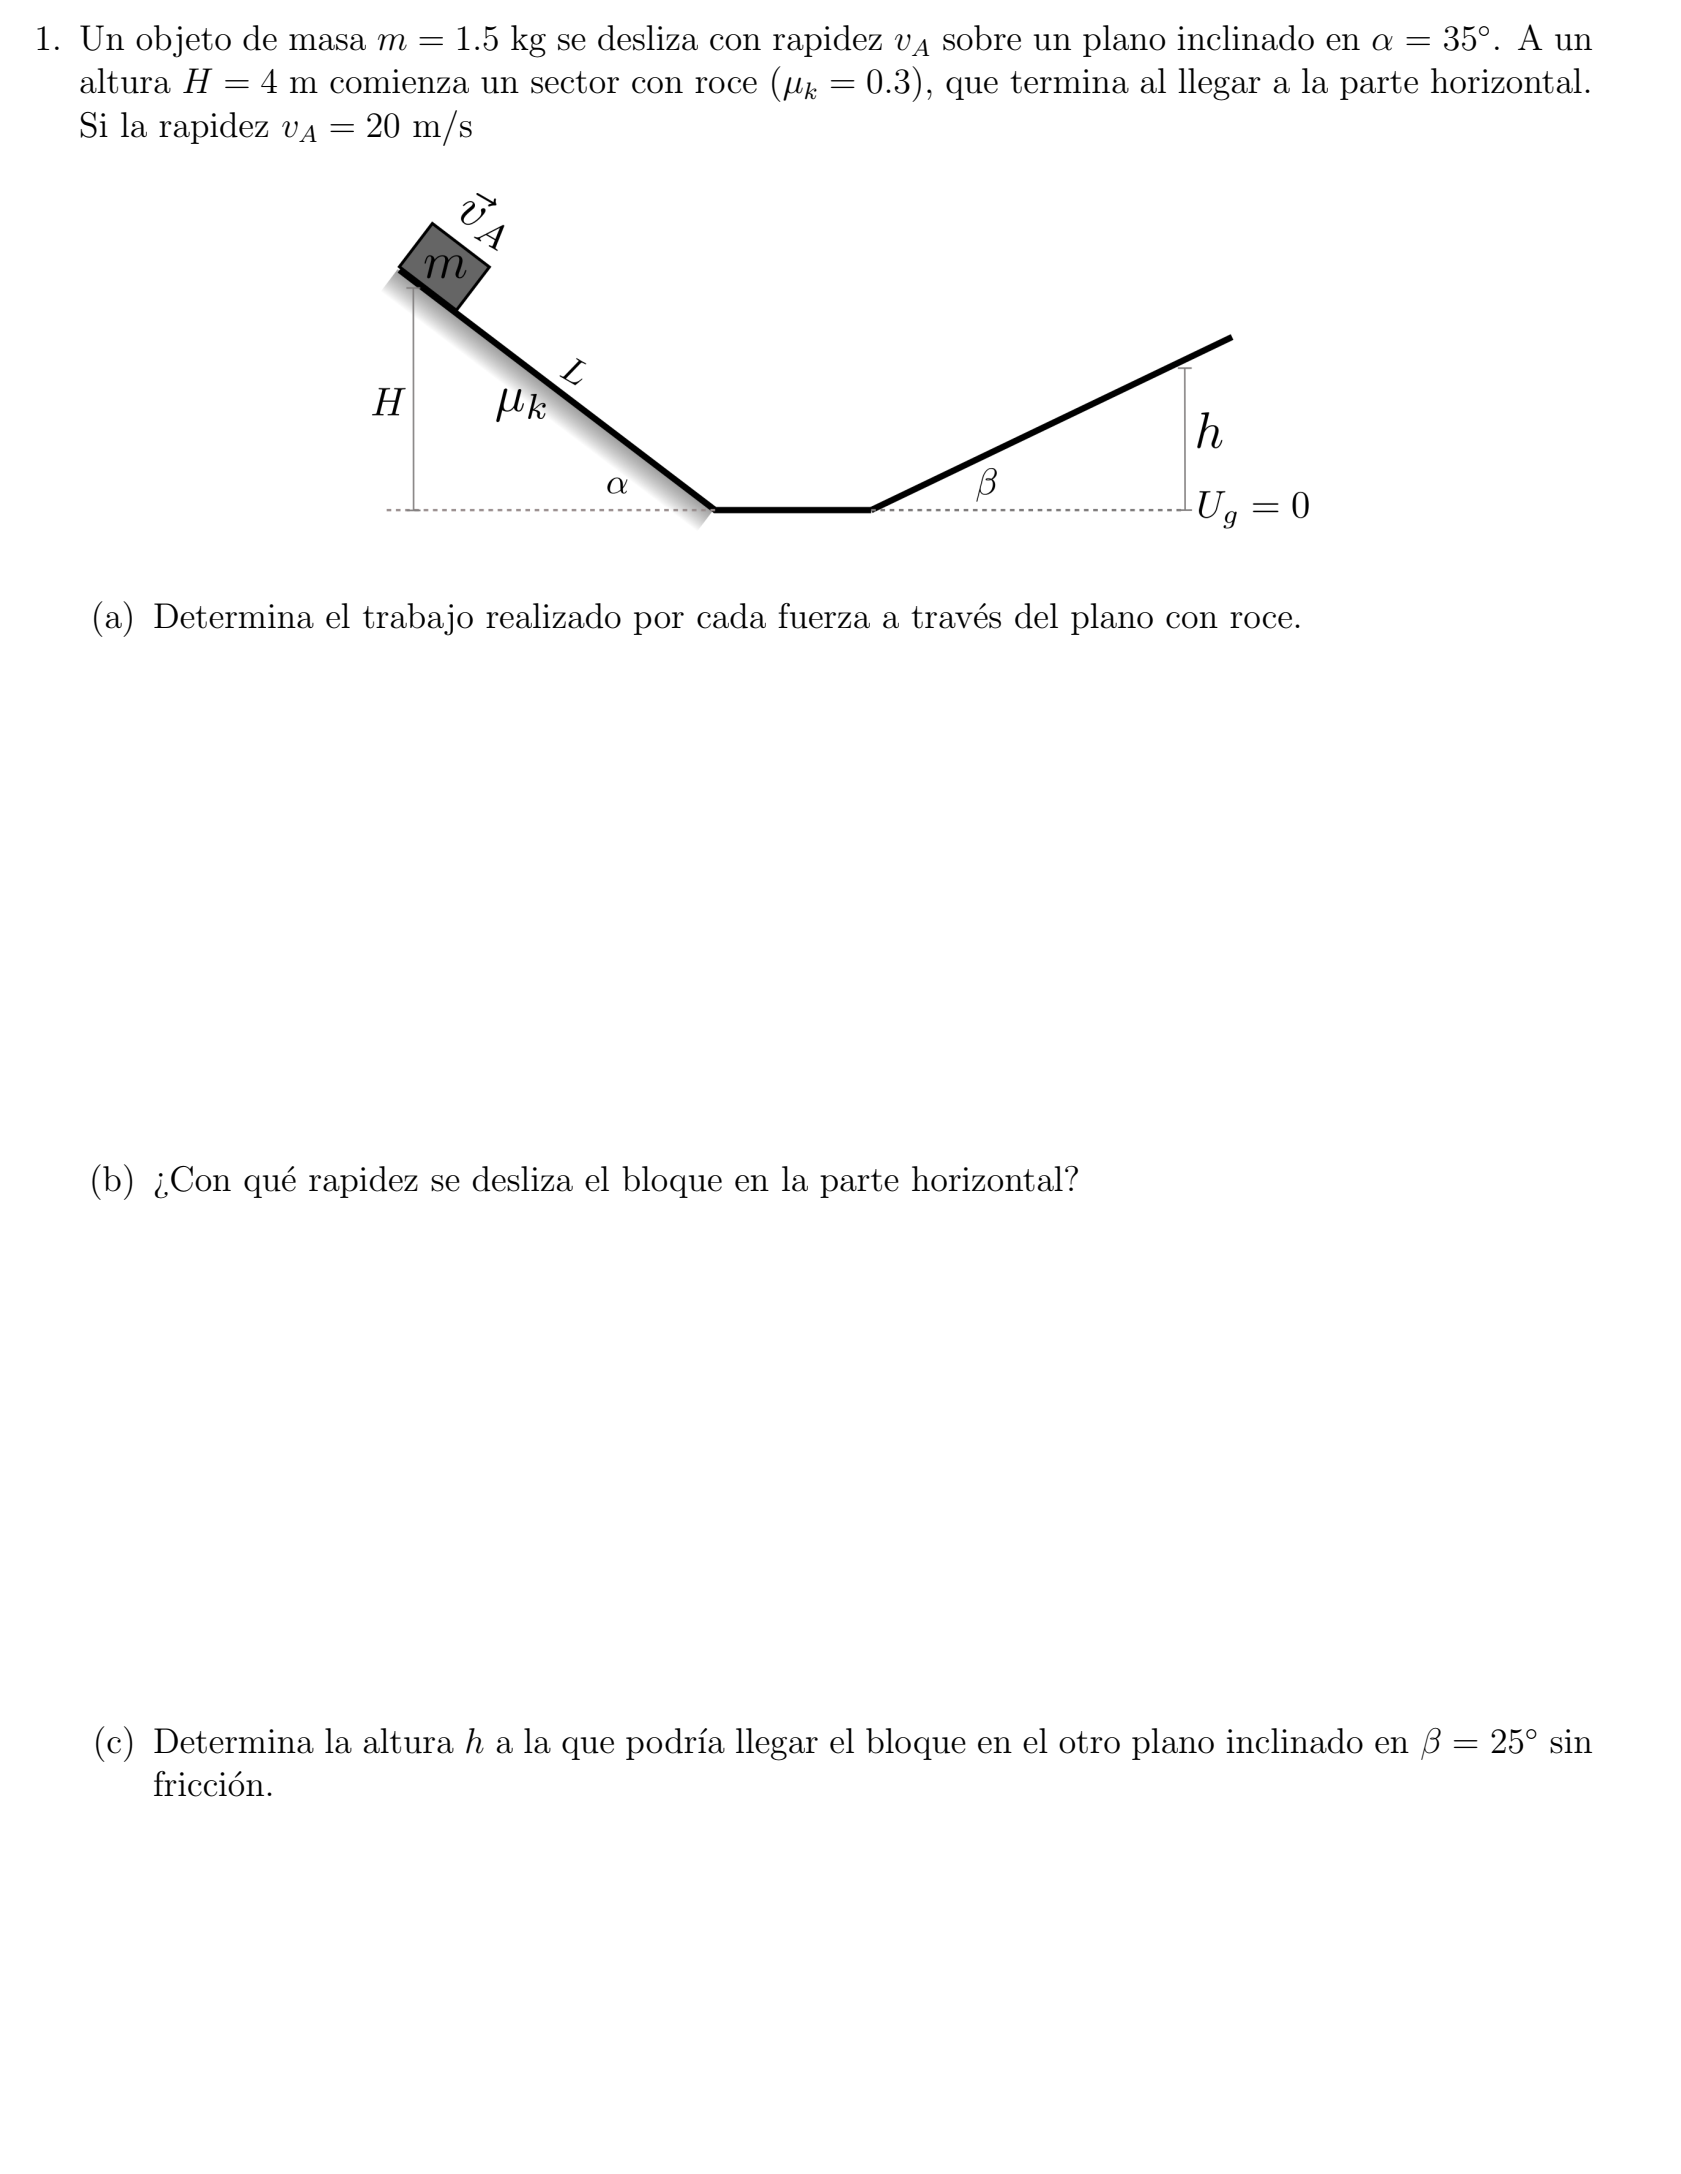 1. Un objeto de masa m = 1.5 kg se desliza con rapidez v_A sobre un plano inclinado en α = 35°. A un
altura H = 4 m comienza un sector con roce (μ_k = 0.3), que termina al llegar a la parte horizontal.
Si la rapidez v_A = 20 m/s
v⃗_A
m
L
H
μ_k
h
α
β
U_g = 0
(a) Determina el trabajo realizado por cada fuerza a través del plano con roce.
(b) ¿Con qué rapidez se desliza el bloque en la parte horizontal?
(c) Determina la altura h a la que podría llegar el bloque en el otro plano inclinado en β = 25° sin
fricción.